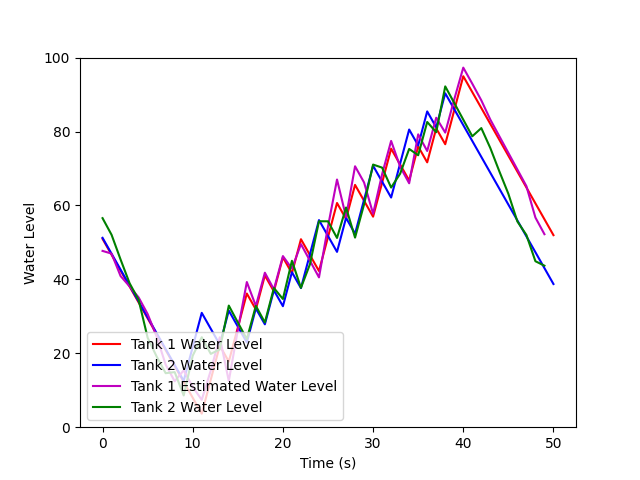 100
80
60
40
20
0
Water Level
Tank 1 Water Level
Tank 2 Water Level
Tank 1 Estimated Water Level
Tank 2 Water Level
0 10 20 30 40 50
Time (s)